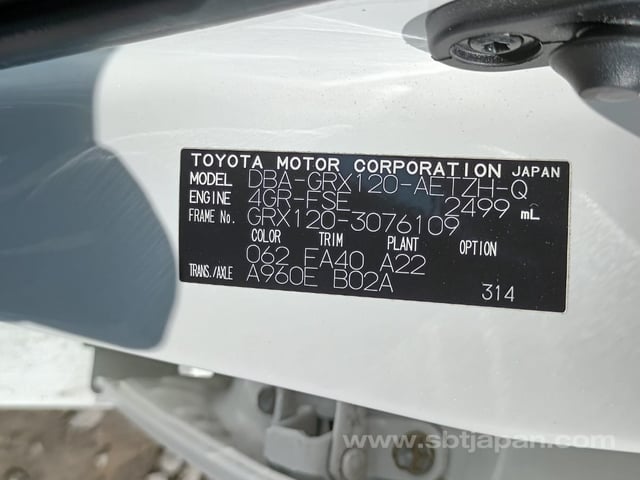 TOYOTA MOTOR CORPORATION JAPAN
MODEL DBA-GRX120-AETZH-Q
ENGINE 4GR-FSE 2499 mL
FRAME No. GRX120-3076109
COLOR TRIM PLANT OPTION
062 FA40 A22
TRANS./AXLE A960E B02A
314
www.sbtjapan.com